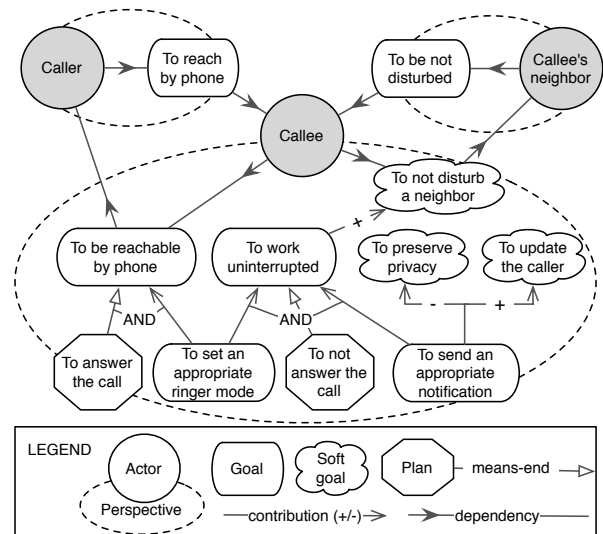 Caller
To reach
by phone
To be not
disturbed
Callee's
neighbor
Callee
To not disturb
a neighbor
+
To be reachable
by phone
To work
uninterrupted
To preserve
privacy
To update
the caller
AND
AND
-
+
To answer
the call
To set an
appropriate
ringer mode
To not
answer the
call
To send an
appropriate
notification
LEGEND
Actor
Perspective
Goal
Soft
goal
Plan
means-end
contribution (+/-)
dependency